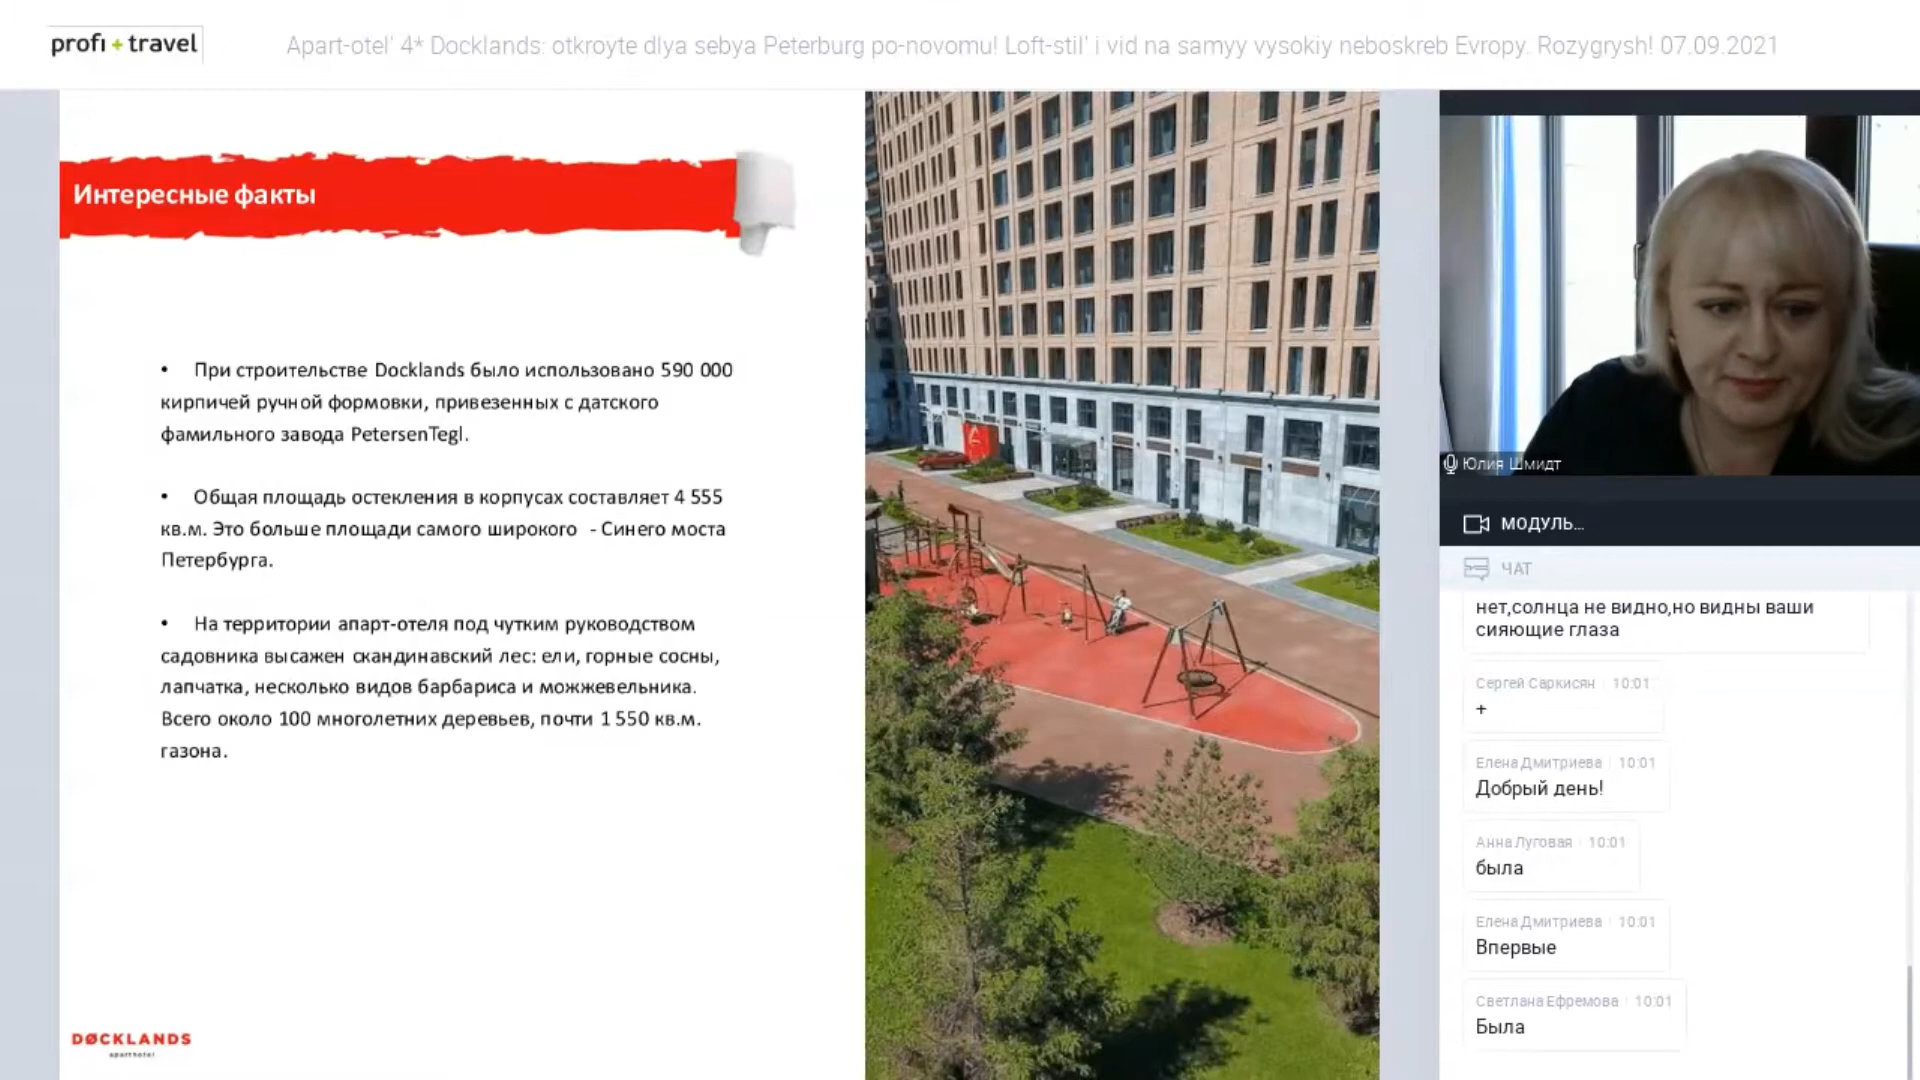 profi + travel
Apart-otel' 4* Docklands: otkroyte dlya sebya Peterburg po-novomu! Loft-stil' i vid na samyy vysokiy neboskreb Evropy. Rozygrysh! 07.09.2021
Интересные факты
• При строительстве Docklands было использовано 590 000
кирпичей ручной формовки, привезенных с датского
фамильного завода PetersenTegl.
• Общая площадь остекления в корпусах составляет 4 555
кв.м. Это больше площади самого широкого - Синего моста
Петербурга.
• На территории апарт-отеля под чутким руководством
садовника высажен скандинавский лес: ели, горные сосны,
лапчатка, несколько видов барбариса и можжевельника.
Всего около 100 многолетних деревьев, почти 1 550 кв.м.
газона.
DØCKLANDS
aparthotel
Юлия Шмидт
МОДУЛЬ...
ЧАТ
нет,солнца не видно,но видны ваши
сияющие глаза
Сергей Саркисян 10:01
+
Елена Дмитриева 10:01
Добрый день!
Анна Луговая 10:01
была
Елена Дмитриева 10:01
Впервые
Светлана Ефремова 10:01
Была